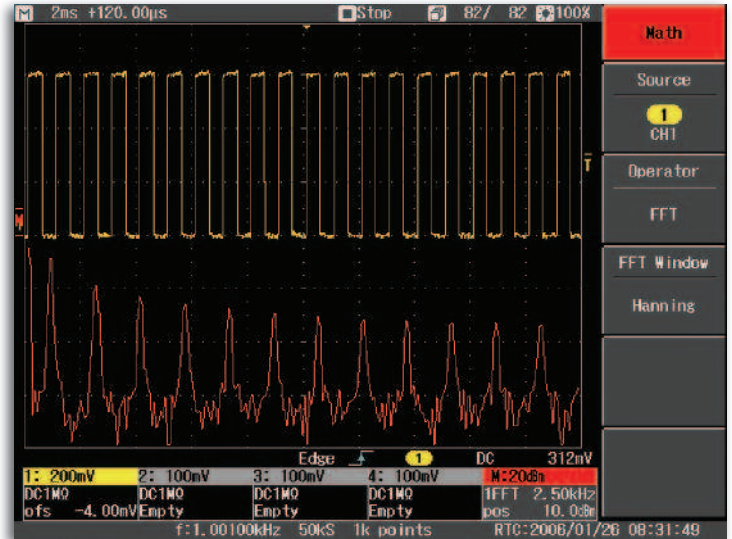 M 2ms +120.00µs Stop 82/ 82 100%
Math
Source
1
CH1
T
Operator
FFT
M
FFT Window
Hanning
Edge 1 DC 312mV
1: 200mV 2: 100mV 3: 100mV 4: 100mV M:20dBm
DC1MΩ DC1MΩ DC1MΩ DC1MΩ 1FFT 2.50kHz
ofs -4.00mV Empty Empty Empty pos 10.0dBm
f:1.00100kHz 50kS 1k points RTC:2006/01/26 08:31:49